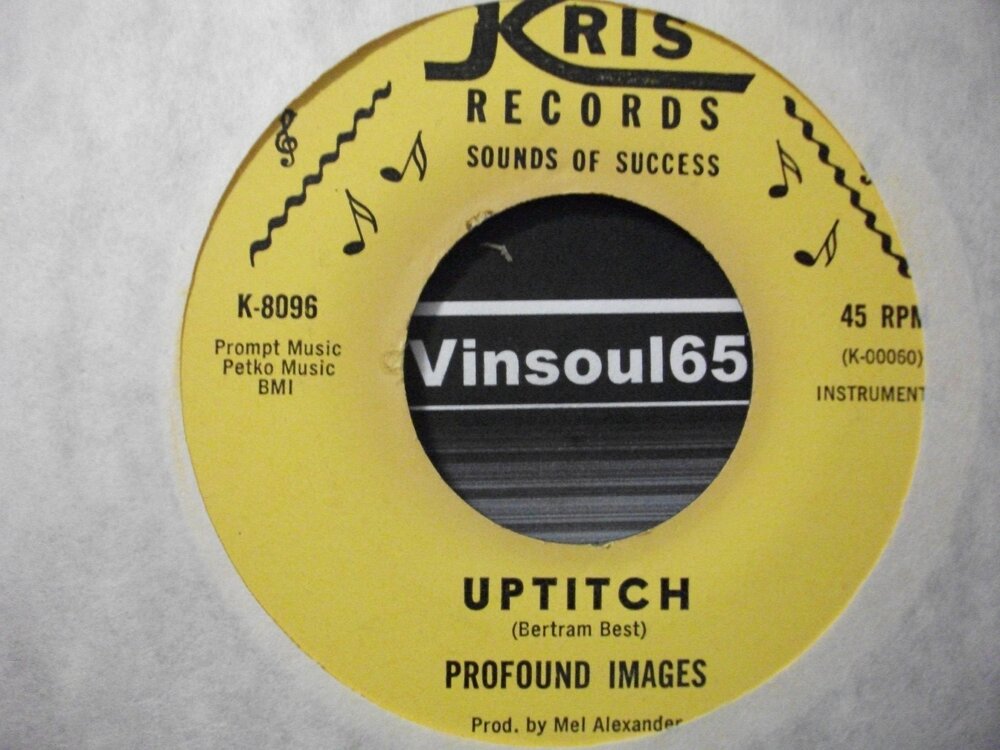 KRIS
RECORDS
SOUNDS OF SUCCESS
K-8096
Prompt Music
Petko Music
BMI
45 RPM
(K-00060)
INSTRUMENT
Vinsoul65
UPTITCH
(Bertram Best)
PROFOUND IMAGES
Prod. by Mel Alexander